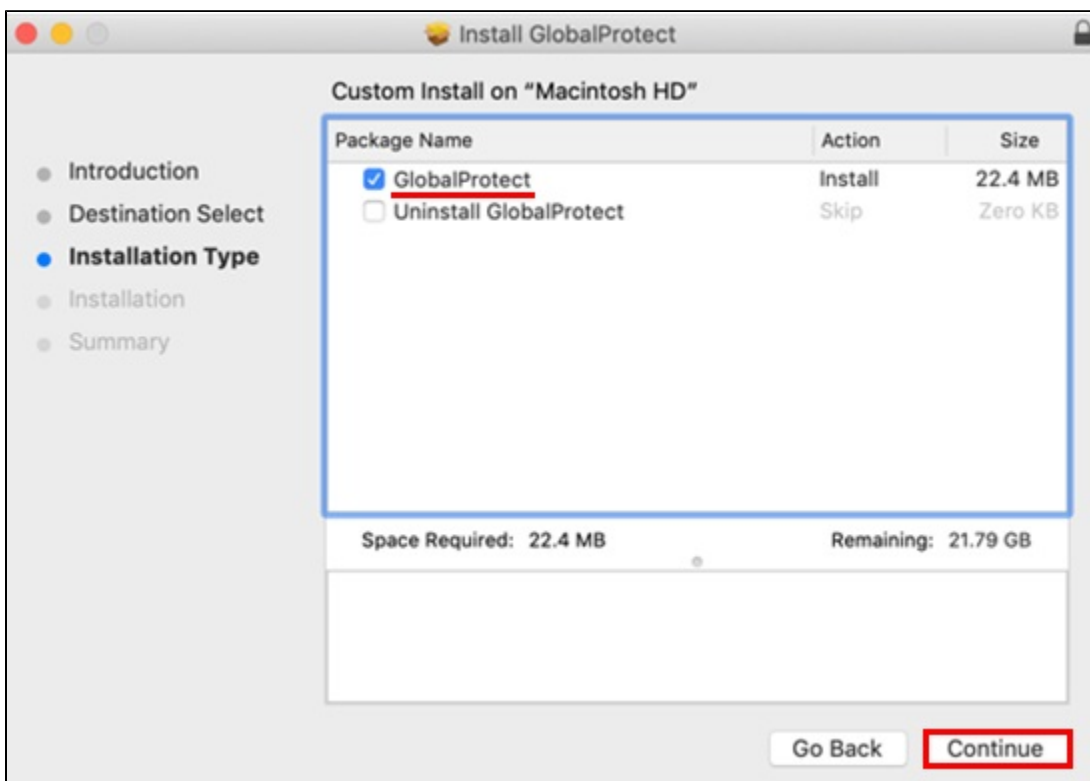 Install GlobalProtect
Custom Install on “Macintosh HD”
Introduction
Destination Select
Installation Type
Installation
Summary
Package Name Action Size
GlobalProtect Install 22.4 MB
Uninstall GlobalProtect Skip Zero KB
Space Required: 22.4 MB Remaining: 21.79 GB
Go Back Continue